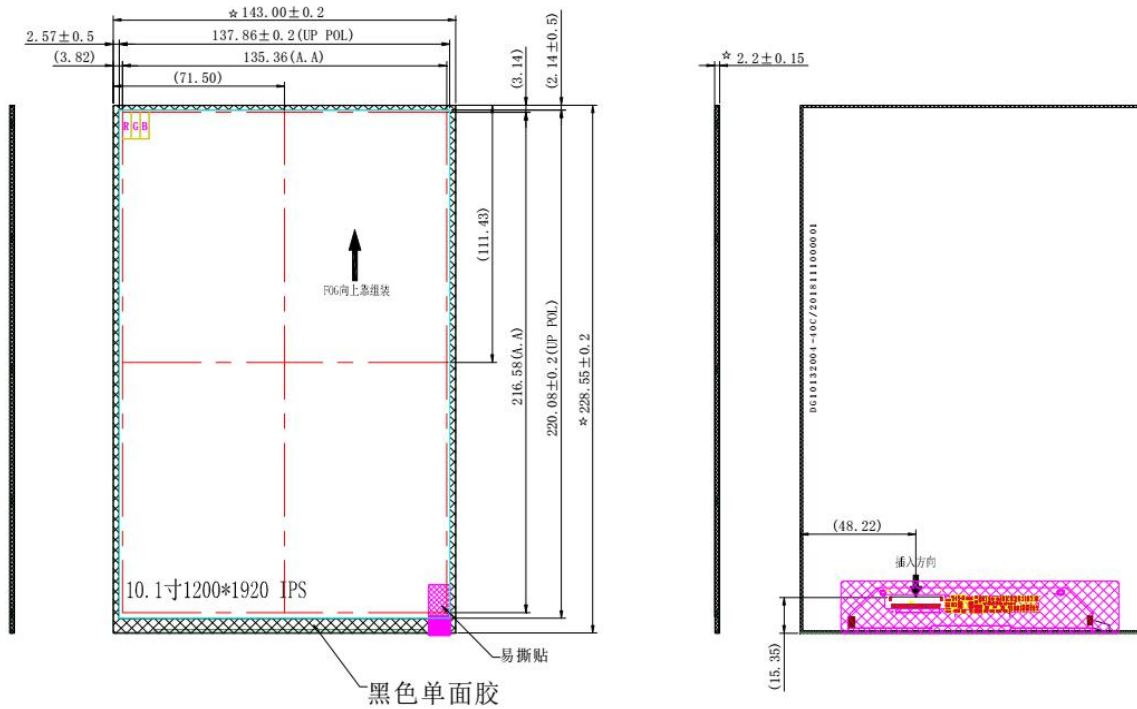 ☆ 143.00±0.2
2.57±0.5
137.86±0.2(UP POL)
(3.82)
135.36(A.A)
(71.50)
(3.14)
(2.14±0.5)
☆ 2.2±0.15
R G B
(111.43)
FOG向上靠组装
216.58(A.A)
220.08±0.2(UP POL)
☆ 228.55±0.2
DG10132004-40C/2018111000001
(48.22)
插入方向
10.1寸1200*1920 IPS
易撕贴
(15.35)
黑色单面胶